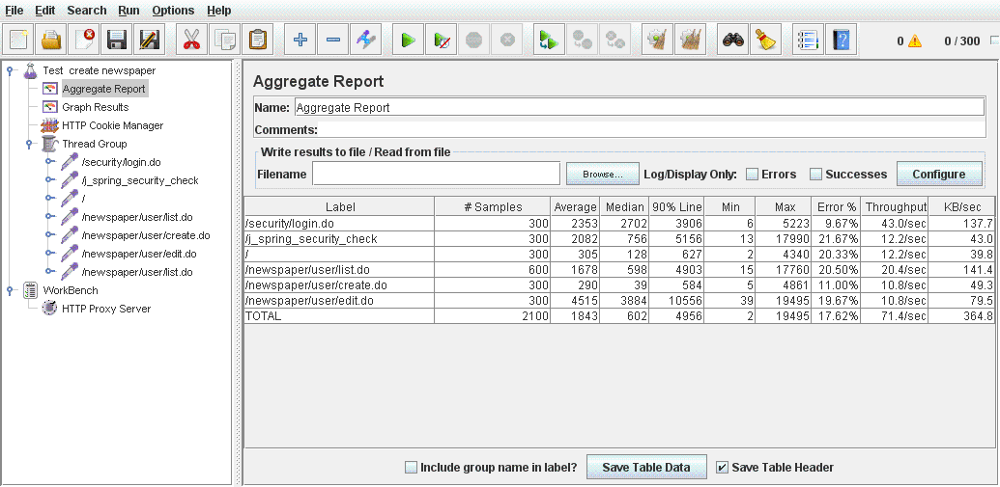 File Edit Search Run Options Help
0 0 / 300
Test create newspaper
Aggregate Report
Graph Results
HTTP Cookie Manager
Thread Group
/security/login.do
/j_spring_security_check
/
/newspaper/user/list.do
/newspaper/user/create.do
/newspaper/user/edit.do
/newspaper/user/list.do
WorkBench
HTTP Proxy Server
Aggregate Report
Name: Aggregate Report
Comments:
Write results to file / Read from file
Filename Browse... Log/Display Only: Errors Successes Configure
Label # Samples Average Median 90% Line Min Max Error % Throughput KB/sec
/security/login.do 300 2353 2702 3906 6 5223 9.67% 43.0/sec 137.7
/j_spring_security_check 300 2082 756 5156 13 17990 21.67% 12.2/sec 43.0
/ 300 305 128 627 2 4340 20.33% 12.2/sec 39.8
/newspaper/user/list.do 600 1678 598 4903 15 17760 20.50% 20.4/sec 141.4
/newspaper/user/create.do 300 290 39 584 5 4861 11.00% 10.8/sec 49.3
/newspaper/user/edit.do 300 4515 3884 10556 39 19495 19.67% 10.8/sec 79.5
TOTAL 2100 1843 602 4956 2 19495 17.62% 71.4/sec 364.8
Include group name in label? Save Table Data Save Table Header